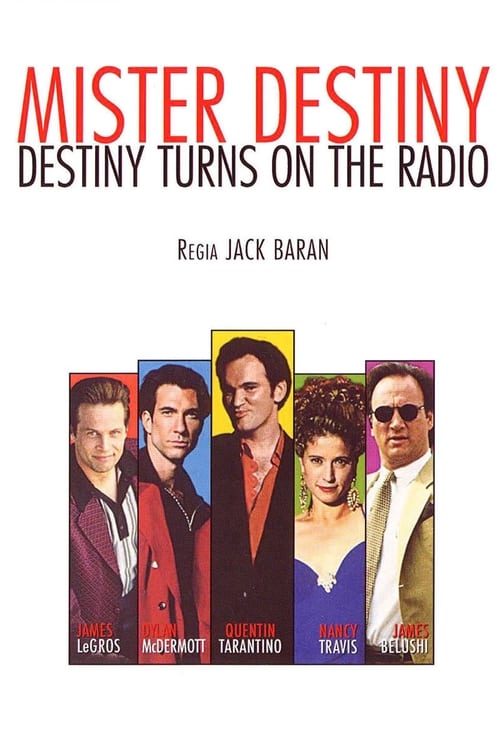 MISTER DESTINY
DESTINY TURNS ON THE RADIO
REGIA JACK BARAN
JAMES
LeGROS
DYLAN
McDERMOTT
QUENTIN
TARANTINO
NANCY
TRAVIS
JAMES
BELUSHI